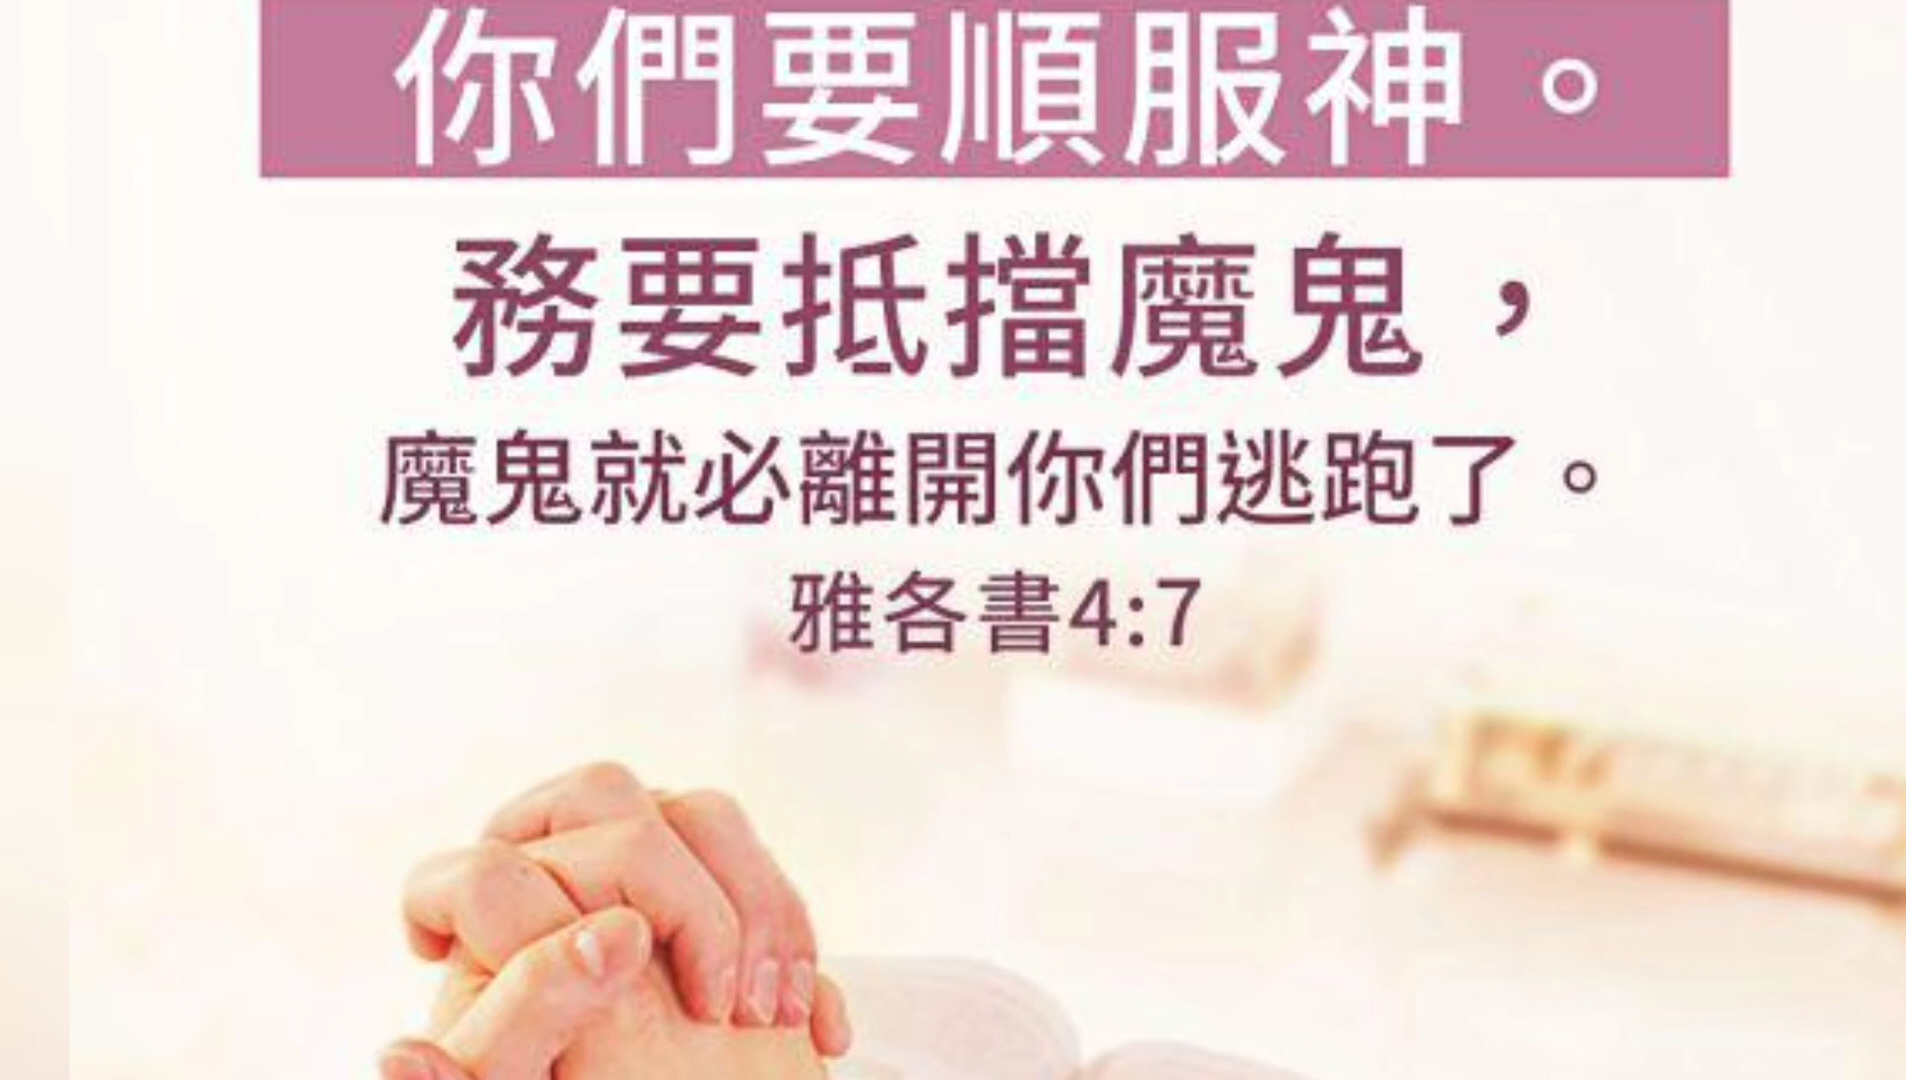 你們要順服神。
務要抵擋魔鬼，
魔鬼就必離開你們逃跑了。
雅各書4:7